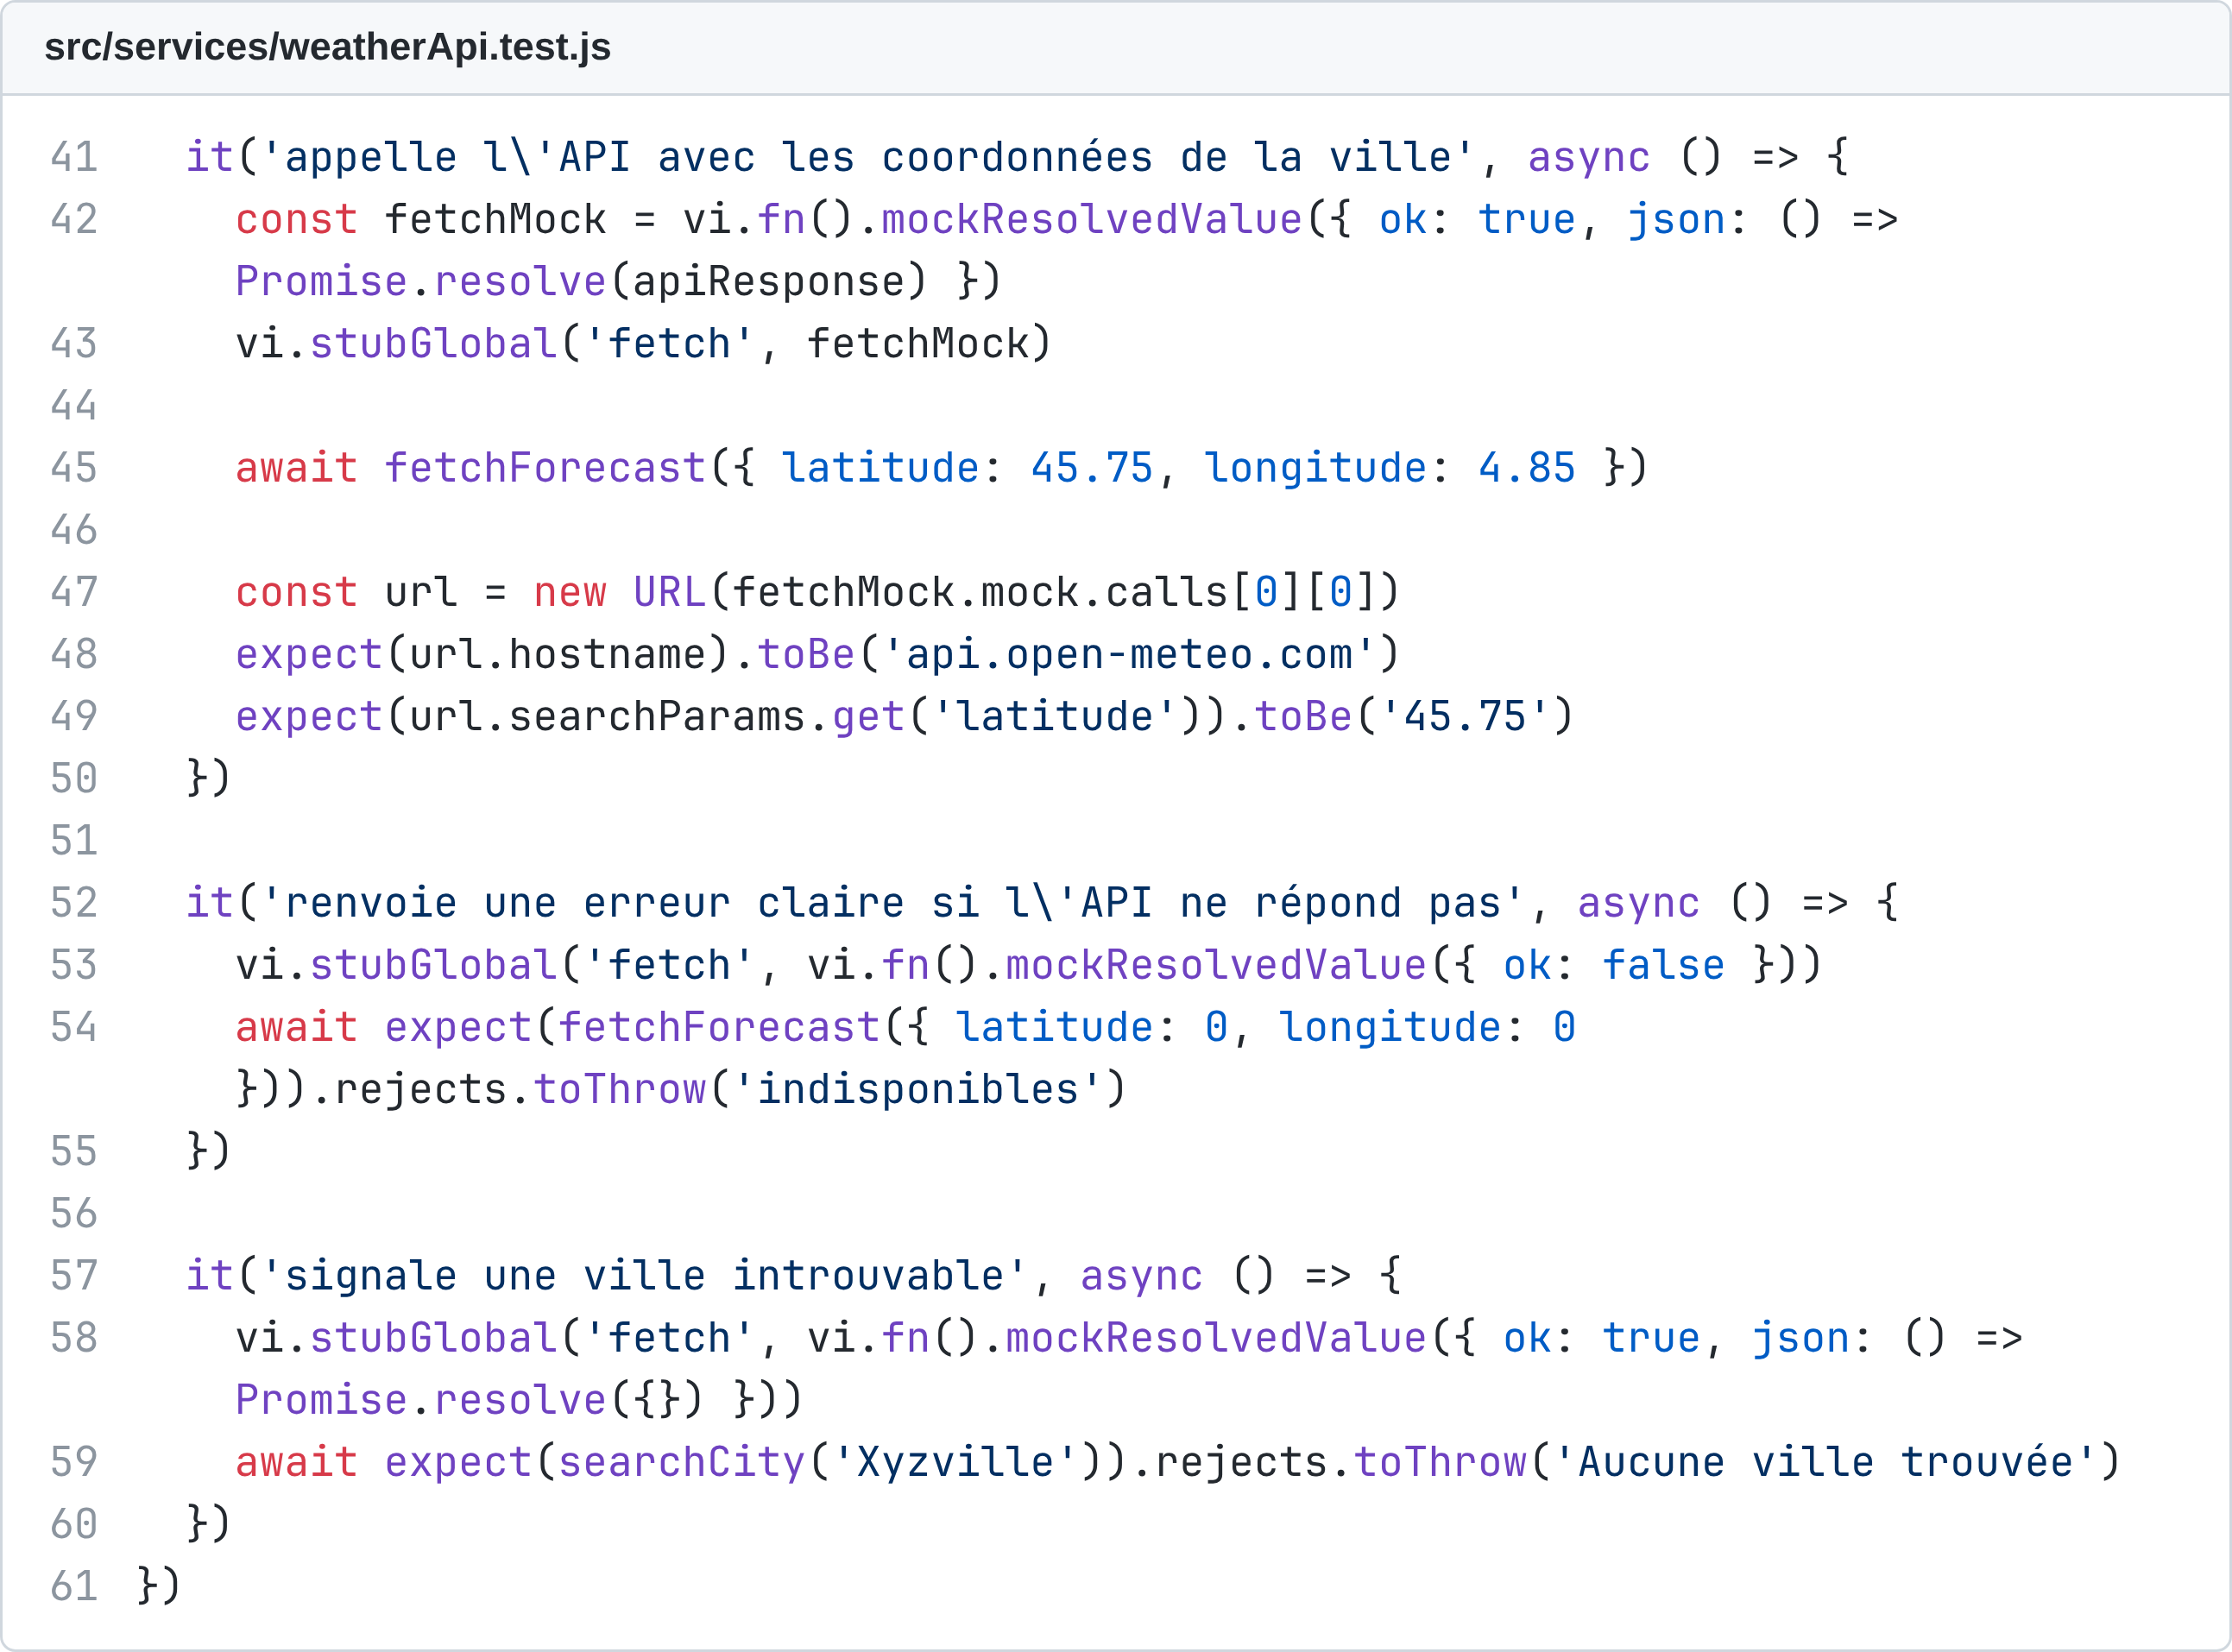 src/services/weatherApi.test.js
41 it('appelle l\'API avec les coordonnées de la ville', async () => {
42 const fetchMock = vi.fn().mockResolvedValue({ ok: true, json: () =>
Promise.resolve(apiResponse) })
43 vi.stubGlobal('fetch', fetchMock)
44
45 await fetchForecast({ latitude: 45.75, longitude: 4.85 })
46
47 const url = new URL(fetchMock.mock.calls[0][0])
48 expect(url.hostname).toBe('api.open-meteo.com')
49 expect(url.searchParams.get('latitude')).toBe('45.75')
50 })
51
52 it('renvoie une erreur claire si l\'API ne répond pas', async () => {
53 vi.stubGlobal('fetch', vi.fn().mockResolvedValue({ ok: false }))
54 await expect(fetchForecast({ latitude: 0, longitude: 0
})).rejects.toThrow('indisponibles')
55 })
56
57 it('signale une ville introuvable', async () => {
58 vi.stubGlobal('fetch', vi.fn().mockResolvedValue({ ok: true, json: () =>
Promise.resolve({}) }))
59 await expect(searchCity('Xyzville')).rejects.toThrow('Aucune ville trouvée')
60 })
61 })